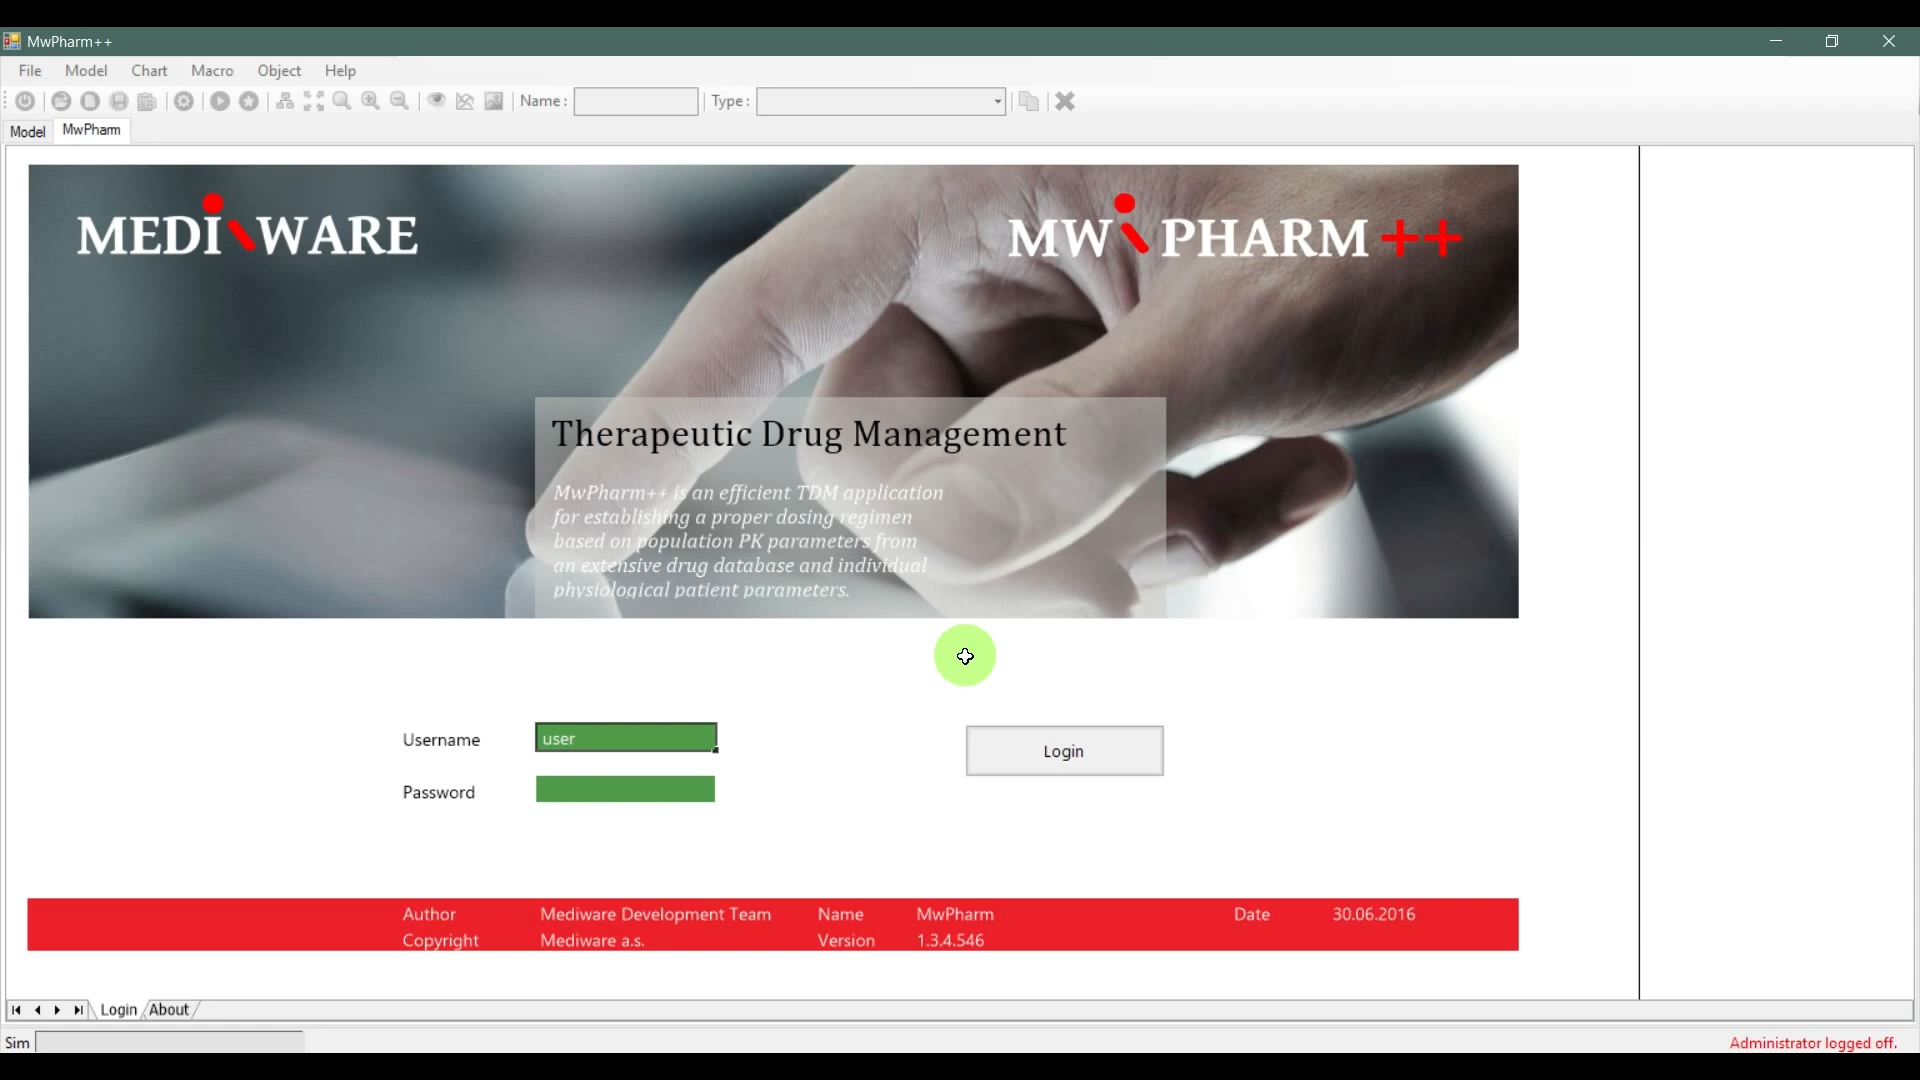 MwPharm++
File Model Chart Macro Object Help
Name : Type :
Model MwPharm
MEDIWARE
MW PHARM ++
Therapeutic Drug Management
MwPharm++ is an efficient TDM application
for establishing a proper dosing regimen
based on population PK parameters from
an extensive drug database and individual
physiological patient parameters.
Username user
Login
Password
Author Mediware Development Team Name MwPharm Date 30.06.2016
Copyright Mediware a.s. Version 1.3.4.546
Login About
Sim
Administrator logged off.